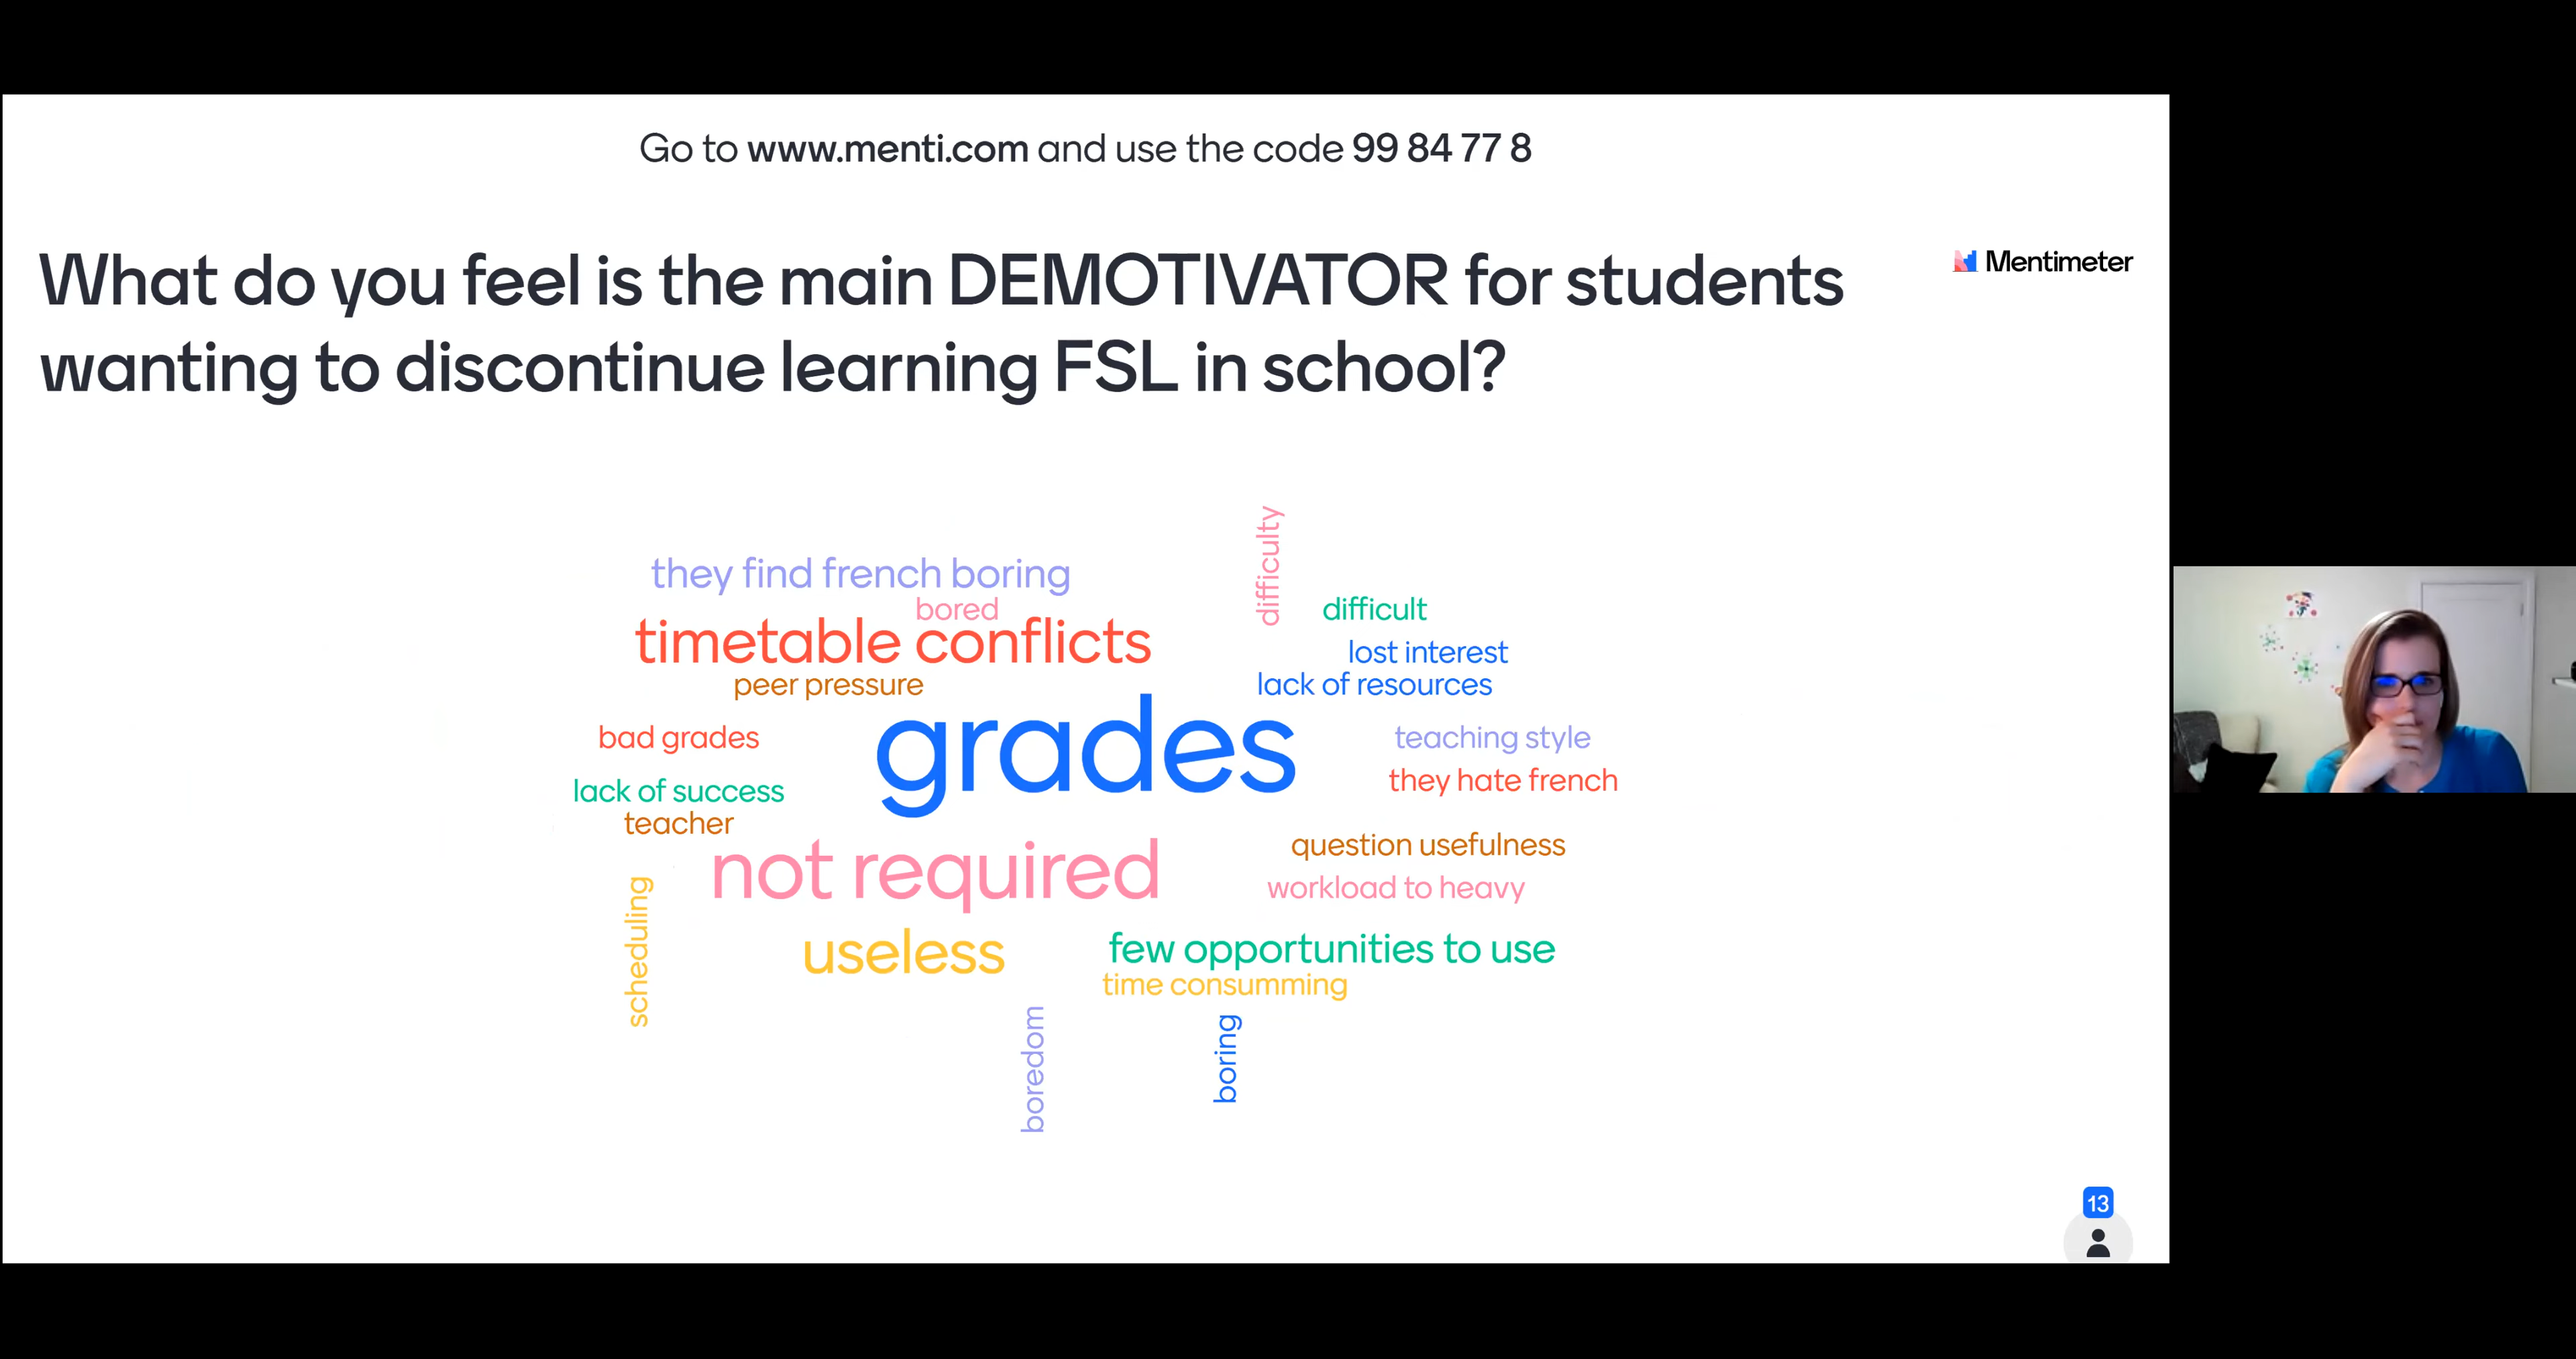 Go to www.menti.com and use the code 99 84 77 8
What do you feel is the main DEMOTIVATOR for students
wanting to discontinue learning FSL in school?
Mentimeter
difficulty
they find french boring
bored
difficult
timetable conflicts
lost interest
peer pressure
lack of resources
grades
bad grades
teaching style
they hate french
lack of success
teacher
not required
question usefulness
workload to heavy
scheduling
useless
few opportunities to use
time consumming
boredom
boring
13